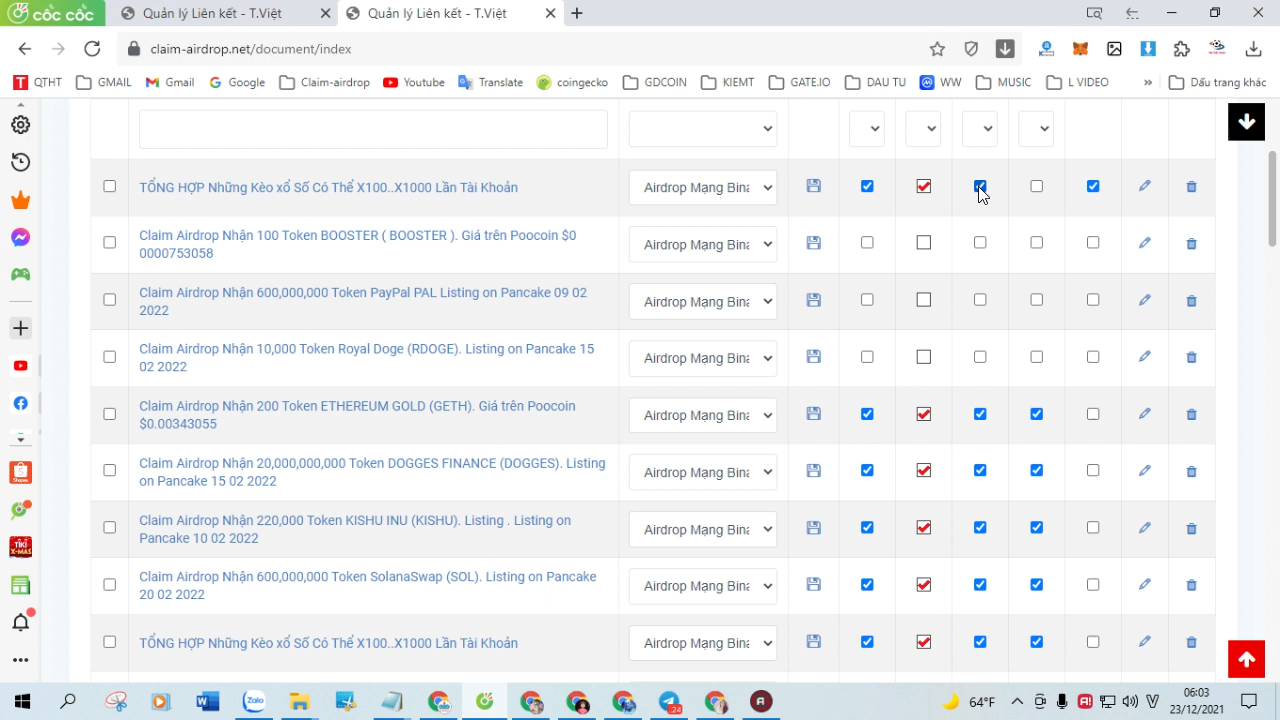 cốc cốc
Quản lý kết - T.Việt
Quản lý kết - T.Việt
claim-airdrop.net/document/index
QTHT
GMAIL
Gmail
Google
Claim-airdrop
Youtube
Translate
coingecko
GDCOIN
KIEMT
GATE.IO
DAU TU
WW
MUSIC
L VIDEO
»
Dấu trang khác
TỔNG HỢP Những Kèo xổ Số Có Thể X100..X1000 Lần Tài Khoản
Airdrop Mạng Bina
Claim Airdrop Nhận 100 Token BOOSTER ( BOOSTER ). Giá trên Poocoin $0
0000753058
Airdrop Mạng Bina
Claim Airdrop Nhận 600,000,000 Token PayPal PAL Listing on Pancake 09 02
2022
Airdrop Mạng Bina
Claim Airdrop Nhận 10,000 Token Royal Doge (RDOGE). Listing on Pancake 15
02 2022
Airdrop Mạng Bina
Claim Airdrop Nhận 200 Token ETHEREUM GOLD (GETH). Giá trên Poocoin
$0.00343055
Airdrop Mạng Bina
Claim Airdrop Nhận 20,000,000,000 Token DOGGES FINANCE (DOGGES). Listing
on Pancake 15 02 2022
Airdrop Mạng Bina
Claim Airdrop Nhận 220,000 Token KISHU INU (KISHU). Listing . Listing on
Pancake 10 02 2022
Airdrop Mạng Bina
Claim Airdrop Nhận 600,000,000 Token SolanaSwap (SOL). Listing on Pancake
20 02 2022
Airdrop Mạng Bina
TỔNG HỢP Những Kèo xổ Số Có Thể X100..X1000 Lần Tài Khoản
Airdrop Mạng Bina
Zalo
24
64°F
06:03
23/12/2021